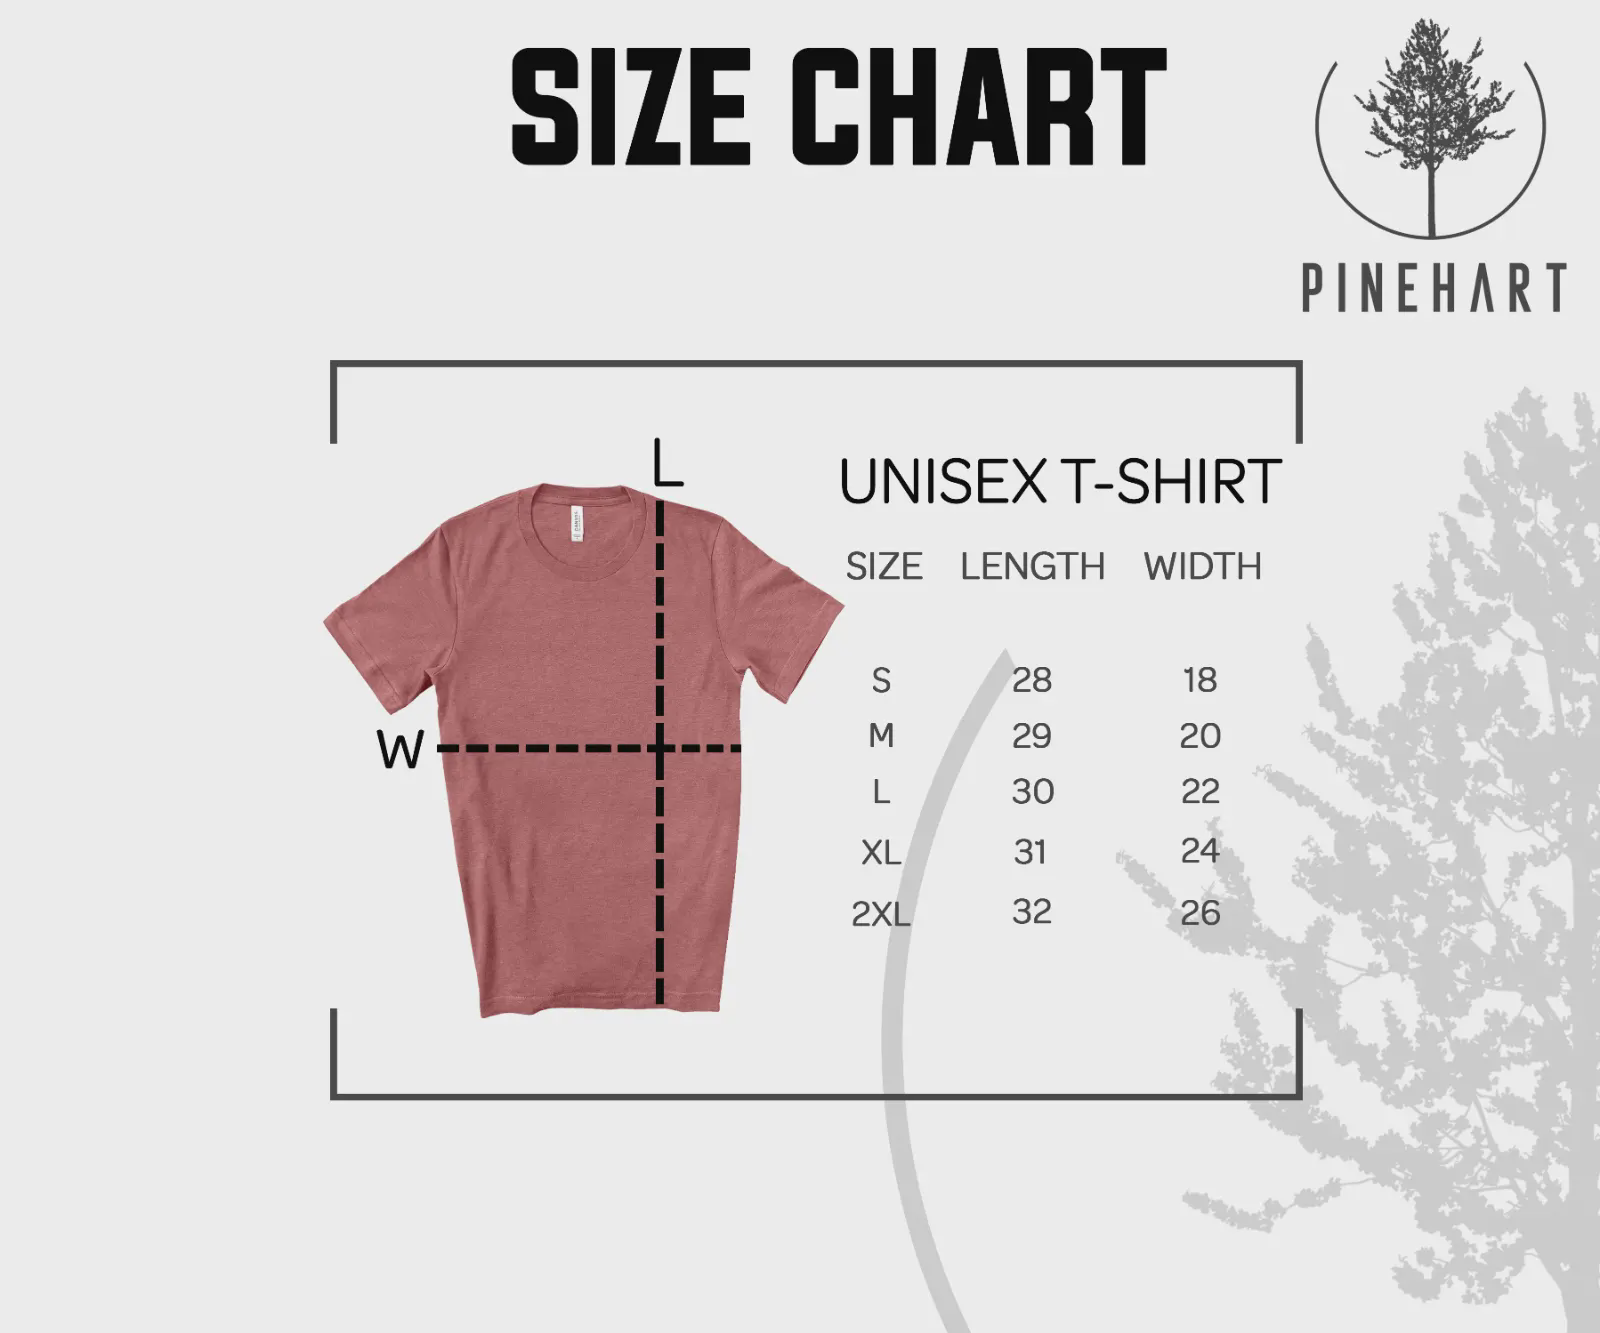 SIZE CHART
PINEHART
L
UNISEX T-SHIRT
SIZE LENGTH WIDTH
S 28 18
M 29 20
W
L 30 22
XL 31 24
2XL 32 26